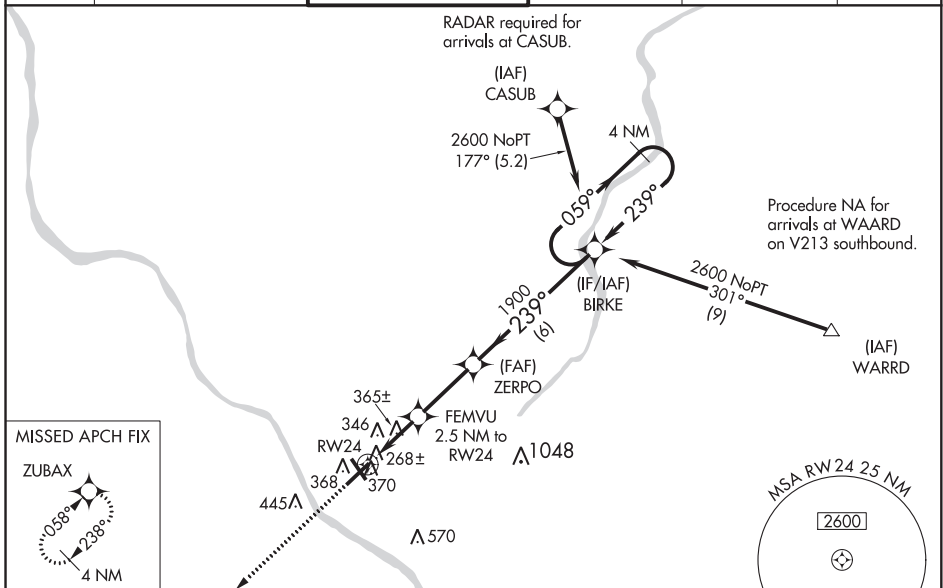 RADAR required for
arrivals at CASUB.
(IAF)
CASUB
2600 NoPT
177° (5.2)
4 NM
059°
239°
Procedure NA for
arrivals at WAARD
on V213 southbound.
(IF/IAF)
BIRKE
2600 NoPT
301°
(9)
(IAF)
WARRD
1900
239°
(6)
(FAF)
ZERPO
365±
346
FEMVU
2.5 NM to
RW24
RW24
268±
368
370
1048
445
570
MISSED APCH FIX
ZUBAX
058°
238°
4 NM
MSA RW24 25 NM
2600